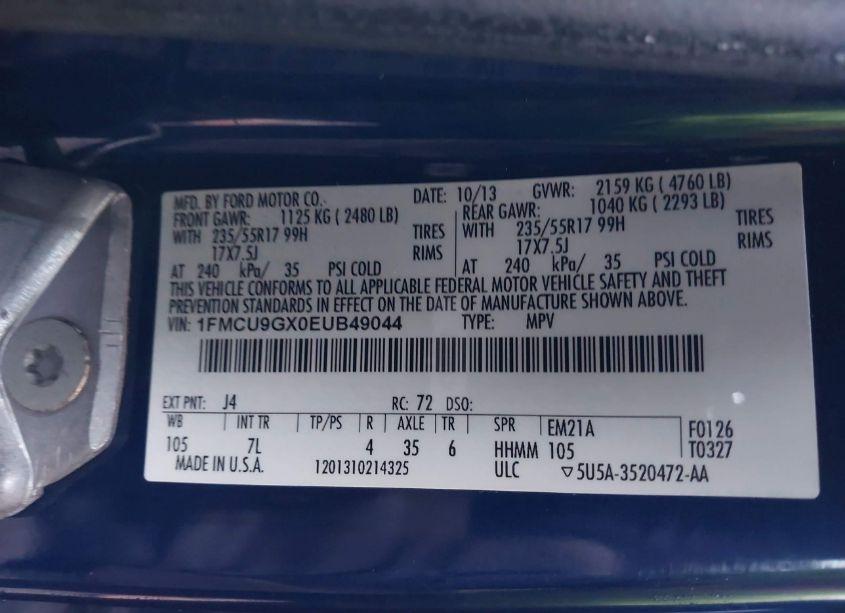 MFD. BY FORD MOTOR CO. DATE: 10/13 GVWR: 2159 KG ( 4760 LB)
FRONT GAWR: 1125 KG ( 2480 LB) REAR GAWR: 1040 KG ( 2293 LB)
WITH 235/55R17 99H TIRES WITH 235/55R17 99H TIRES
17X7.5J RIMS 17X7.5J RIMS
AT 240 kPa/ 35 PSI COLD AT 240 kPa/ 35 PSI COLD
THIS VEHICLE CONFORMS TO ALL APPLICABLE FEDERAL MOTOR VEHICLE SAFETY AND THEFT
PREVENTION STANDARDS IN EFFECT ON THE DATE OF MANUFACTURE SHOWN ABOVE.
VIN: 1FMCU9GX0EUB49044 TYPE: MPV
EXT PNT: J4 RC: 72 DSO:
WB INT TR TP/PS R AXLE TR SPR EM21A F0126
105 7L 4 35 6 HHMM 105 T0327
MADE IN U.S.A. 1201310214325 ULC ▽5U5A-3520472-AA